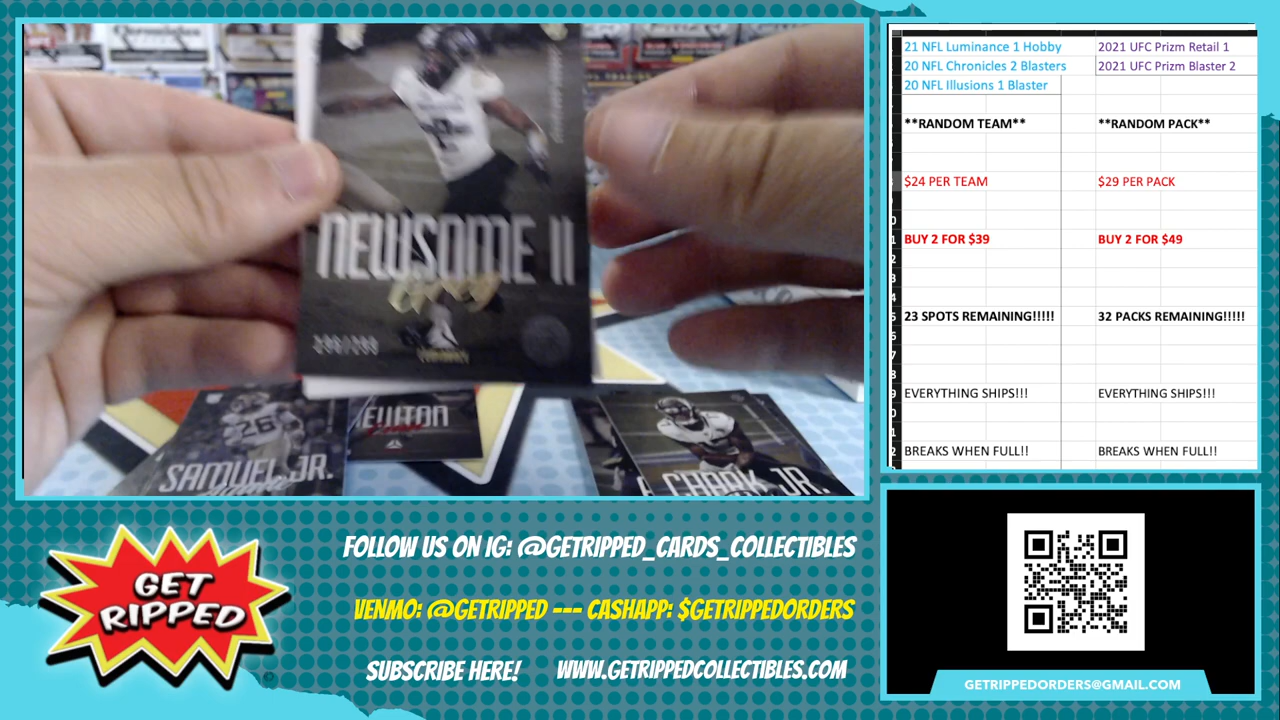 NEWSOME II
Greg
SAMUEL JR.
EWTON
CHARK JR.
21 NFL Luminance 1 Hobby
2021 UFC Prizm Retail 1
20 NFL Chronicles 2 Blasters
2021 UFC Prizm Blaster 2
20 NFL Illusions 1 Blaster
**RANDOM TEAM**
**RANDOM PACK**
$24 PER TEAM
$29 PER PACK
BUY 2 FOR $39
BUY 2 FOR $49
23 SPOTS REMAINING!!!!!
32 PACKS REMAINING!!!!!
EVERYTHING SHIPS!!!
EVERYTHING SHIPS!!!
BREAKS WHEN FULL!!
BREAKS WHEN FULL!!
GET
RIPPED
FOLLOW US ON IG: @GETRIPPED_CARDS_COLLECTIBLES
VENMO: @GETRIPPED --- CASHAPP: $GETRIPPEDORDERS
SUBSCRIBE HERE!
WWW.GETRIPPEDCOLLECTIBLES.COM
GETRIPPEDORDERS@GMAIL.COM